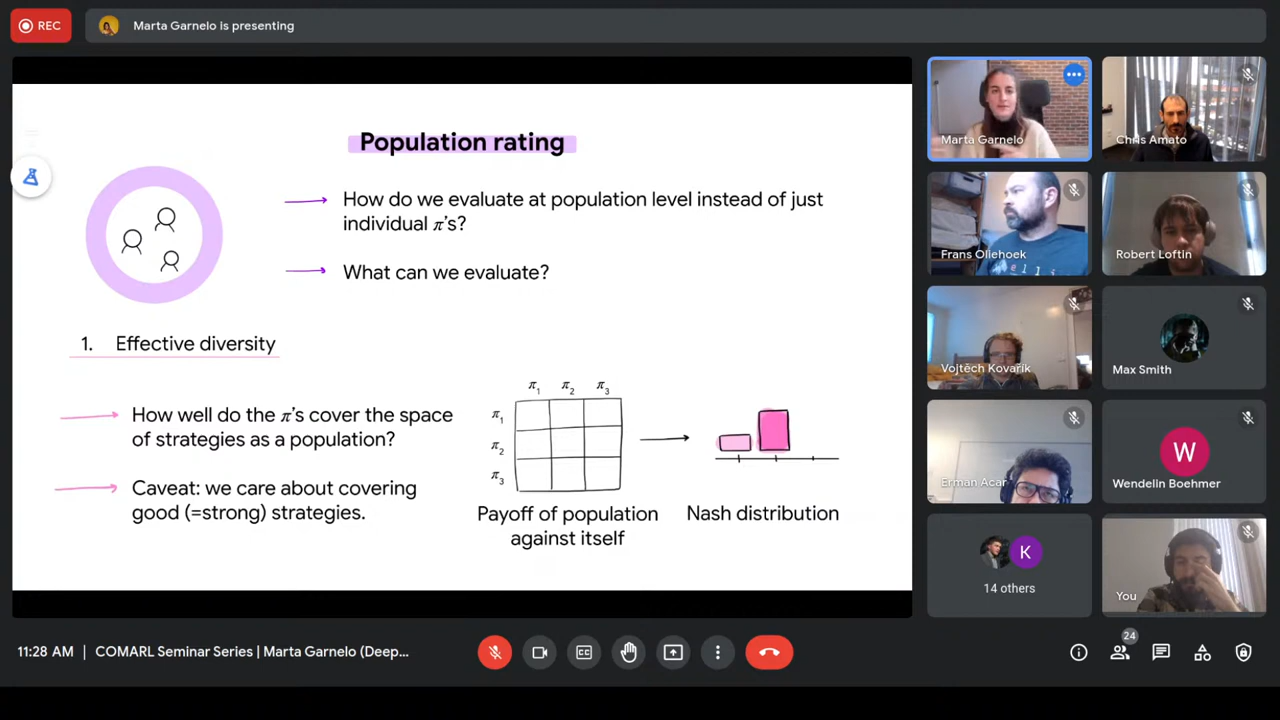 REC
Marta Garnelo is presenting
Population rating
How do we evaluate at population level instead of just
individual π's?
What can we evaluate?
1. Effective diversity
How well do the π's cover the space
of strategies as a population?
Caveat: we care about covering
good (=strong) strategies.
π1 π2 π3
π1
π2
π3
Payoff of population
against itself
Nash distribution
Marta Garnelo
Chris Amato
Frans Oliehoek
Robert Loftin
Vojtěch Kovařík
Max Smith
Erman Acar
W
Wendelin Boehmer
K
14 others
You
11:28 AM | COMARL Seminar Series | Marta Garnelo (Deep...
24